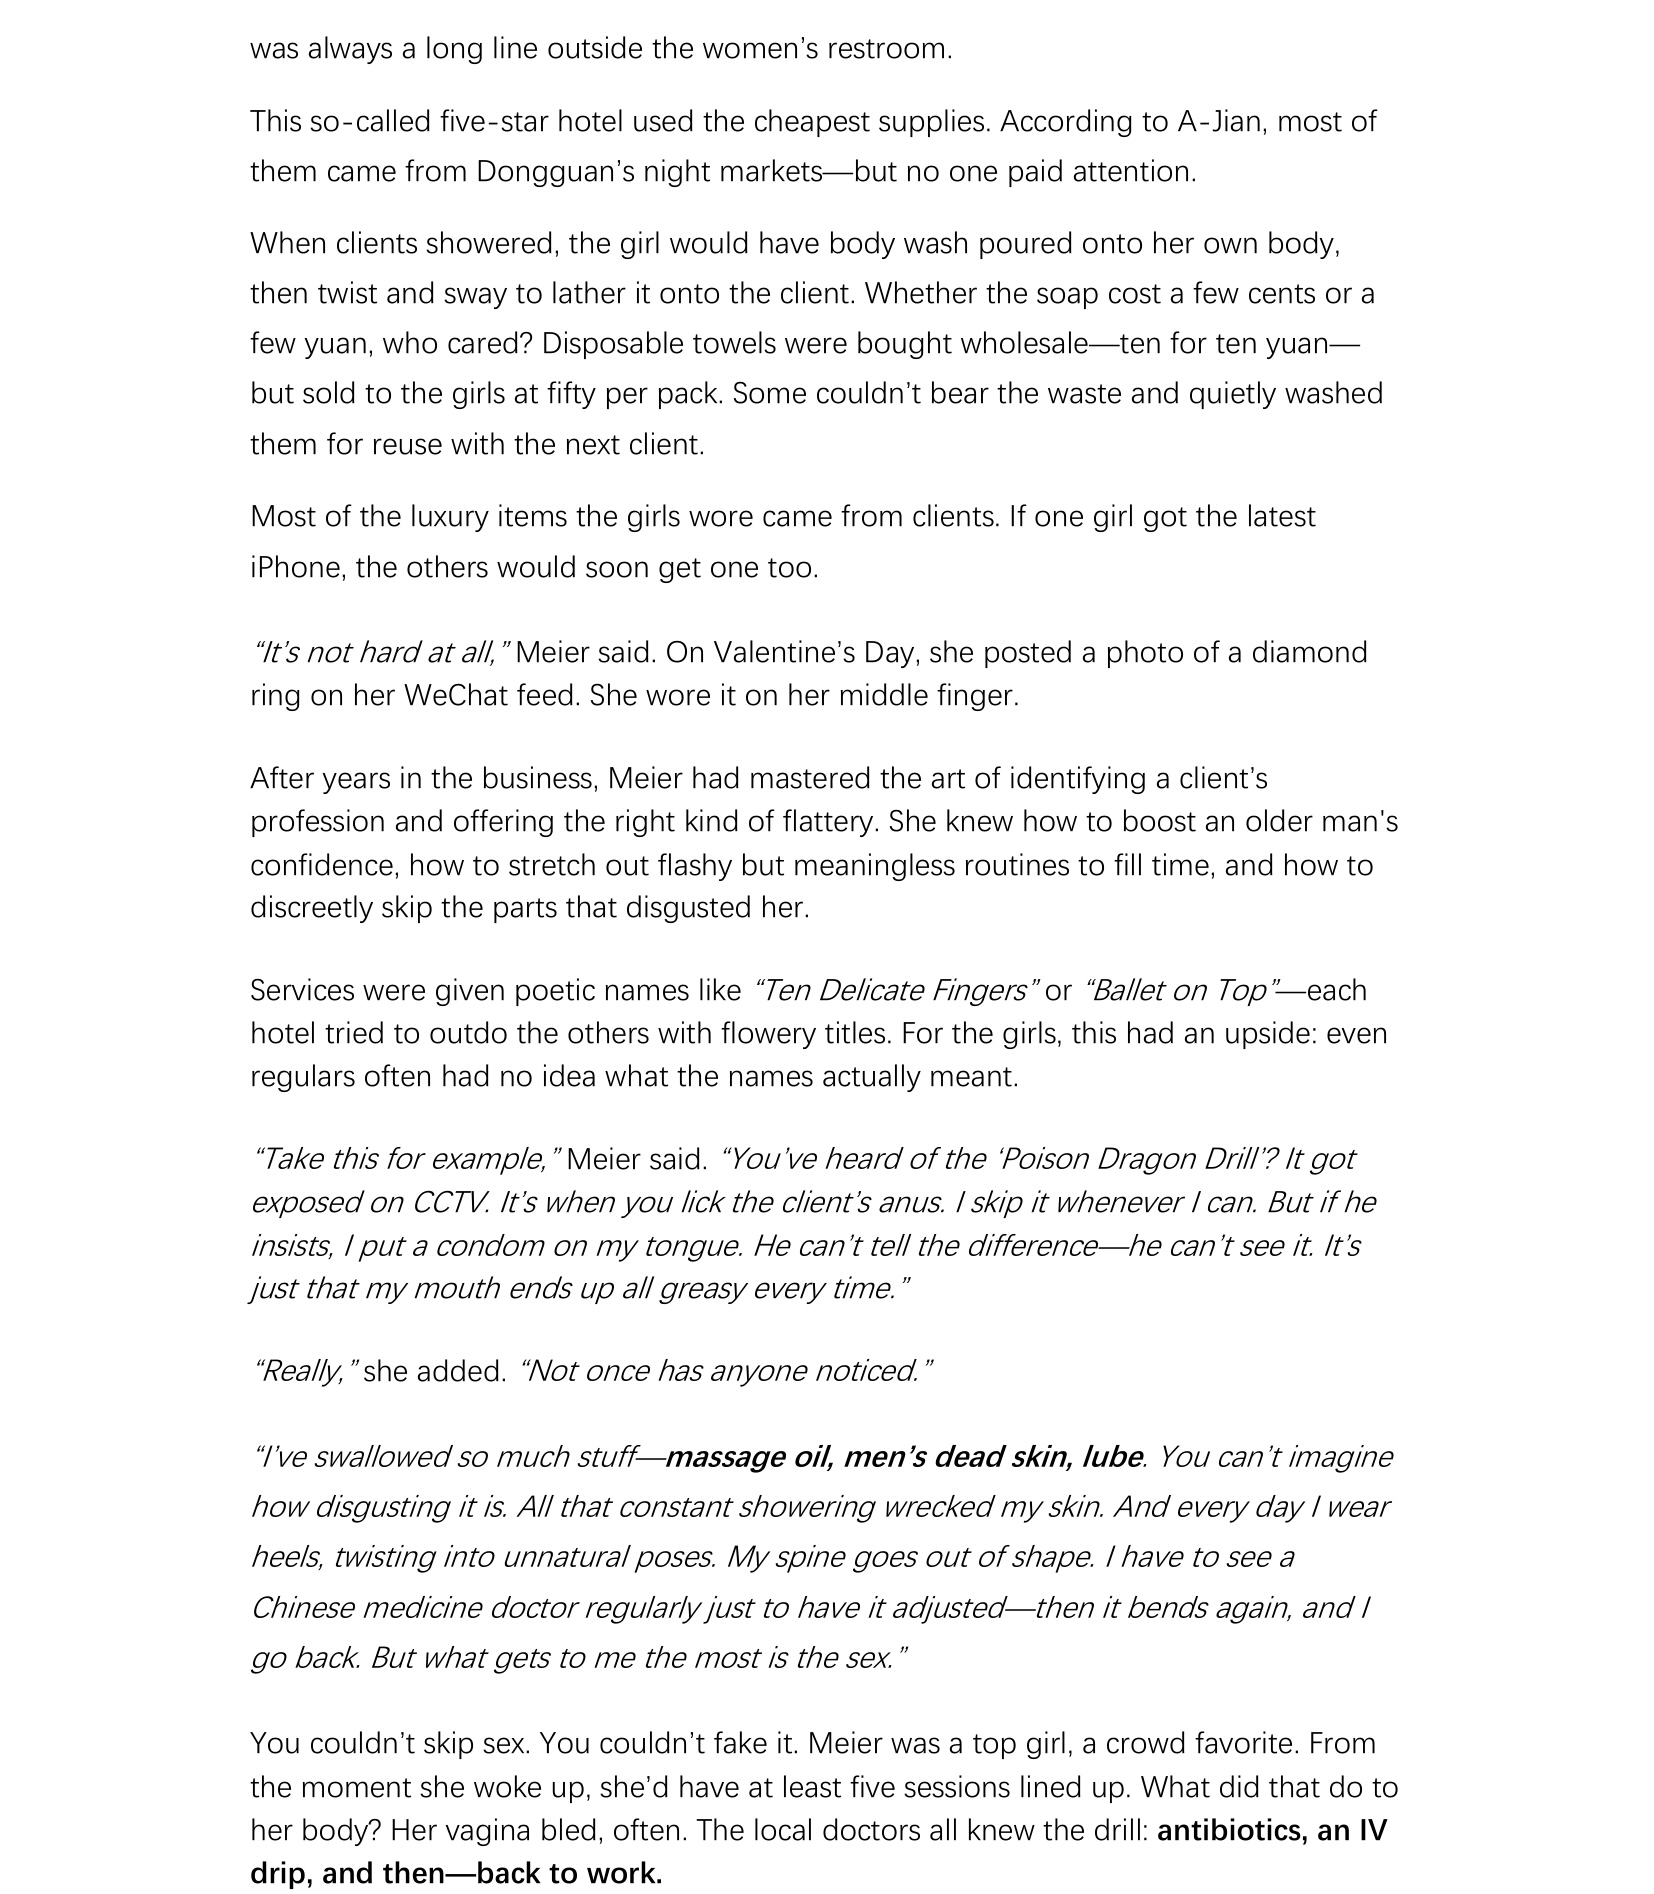 was always a long line outside the women’s restroom.
This so-called five-star hotel used the cheapest supplies. According to A-Jian, most of
them came from Dongguan’s night markets—but no one paid attention.
When clients showered, the girl would have body wash poured onto her own body,
then twist and sway to lather it onto the client. Whether the soap cost a few cents or a
few yuan, who cared? Disposable towels were bought wholesale—ten for ten yuan—
but sold to the girls at fifty per pack. Some couldn’t bear the waste and quietly washed
them for reuse with the next client.
Most of the luxury items the girls wore came from clients. If one girl got the latest
iPhone, the others would soon get one too.
“It’s not hard at all,” Meier said. On Valentine’s Day, she posted a photo of a diamond
ring on her WeChat feed. She wore it on her middle finger.
After years in the business, Meier had mastered the art of identifying a client’s
profession and offering the right kind of flattery. She knew how to boost an older man's
confidence, how to stretch out flashy but meaningless routines to fill time, and how to
discreetly skip the parts that disgusted her.
Services were given poetic names like “Ten Delicate Fingers” or “Ballet on Top”—each
hotel tried to outdo the others with flowery titles. For the girls, this had an upside: even
regulars often had no idea what the names actually meant.
“Take this for example,” Meier said. “You’ve heard of the ‘Poison Dragon Drill’? It got
exposed on CCTV. It’s when you lick the client’s anus. I skip it whenever I can. But if he
insists, I put a condom on my tongue. He can’t tell the difference—he can’t see it. It’s
just that my mouth ends up all greasy every time.”
“Really,” she added. “Not once has anyone noticed.”
“I’ve swallowed so much stuff—massage oil, men’s dead skin, lube. You can’t imagine
how disgusting it is. All that constant showering wrecked my skin. And every day I wear
heels, twisting into unnatural poses. My spine goes out of shape. I have to see a
Chinese medicine doctor regularly just to have it adjusted—then it bends again, and I
go back. But what gets to me the most is the sex.”
You couldn’t skip sex. You couldn’t fake it. Meier was a top girl, a crowd favorite. From
the moment she woke up, she’d have at least five sessions lined up. What did that do to
her body? Her vagina bled, often. The local doctors all knew the drill: antibiotics, an IV
drip, and then—back to work.